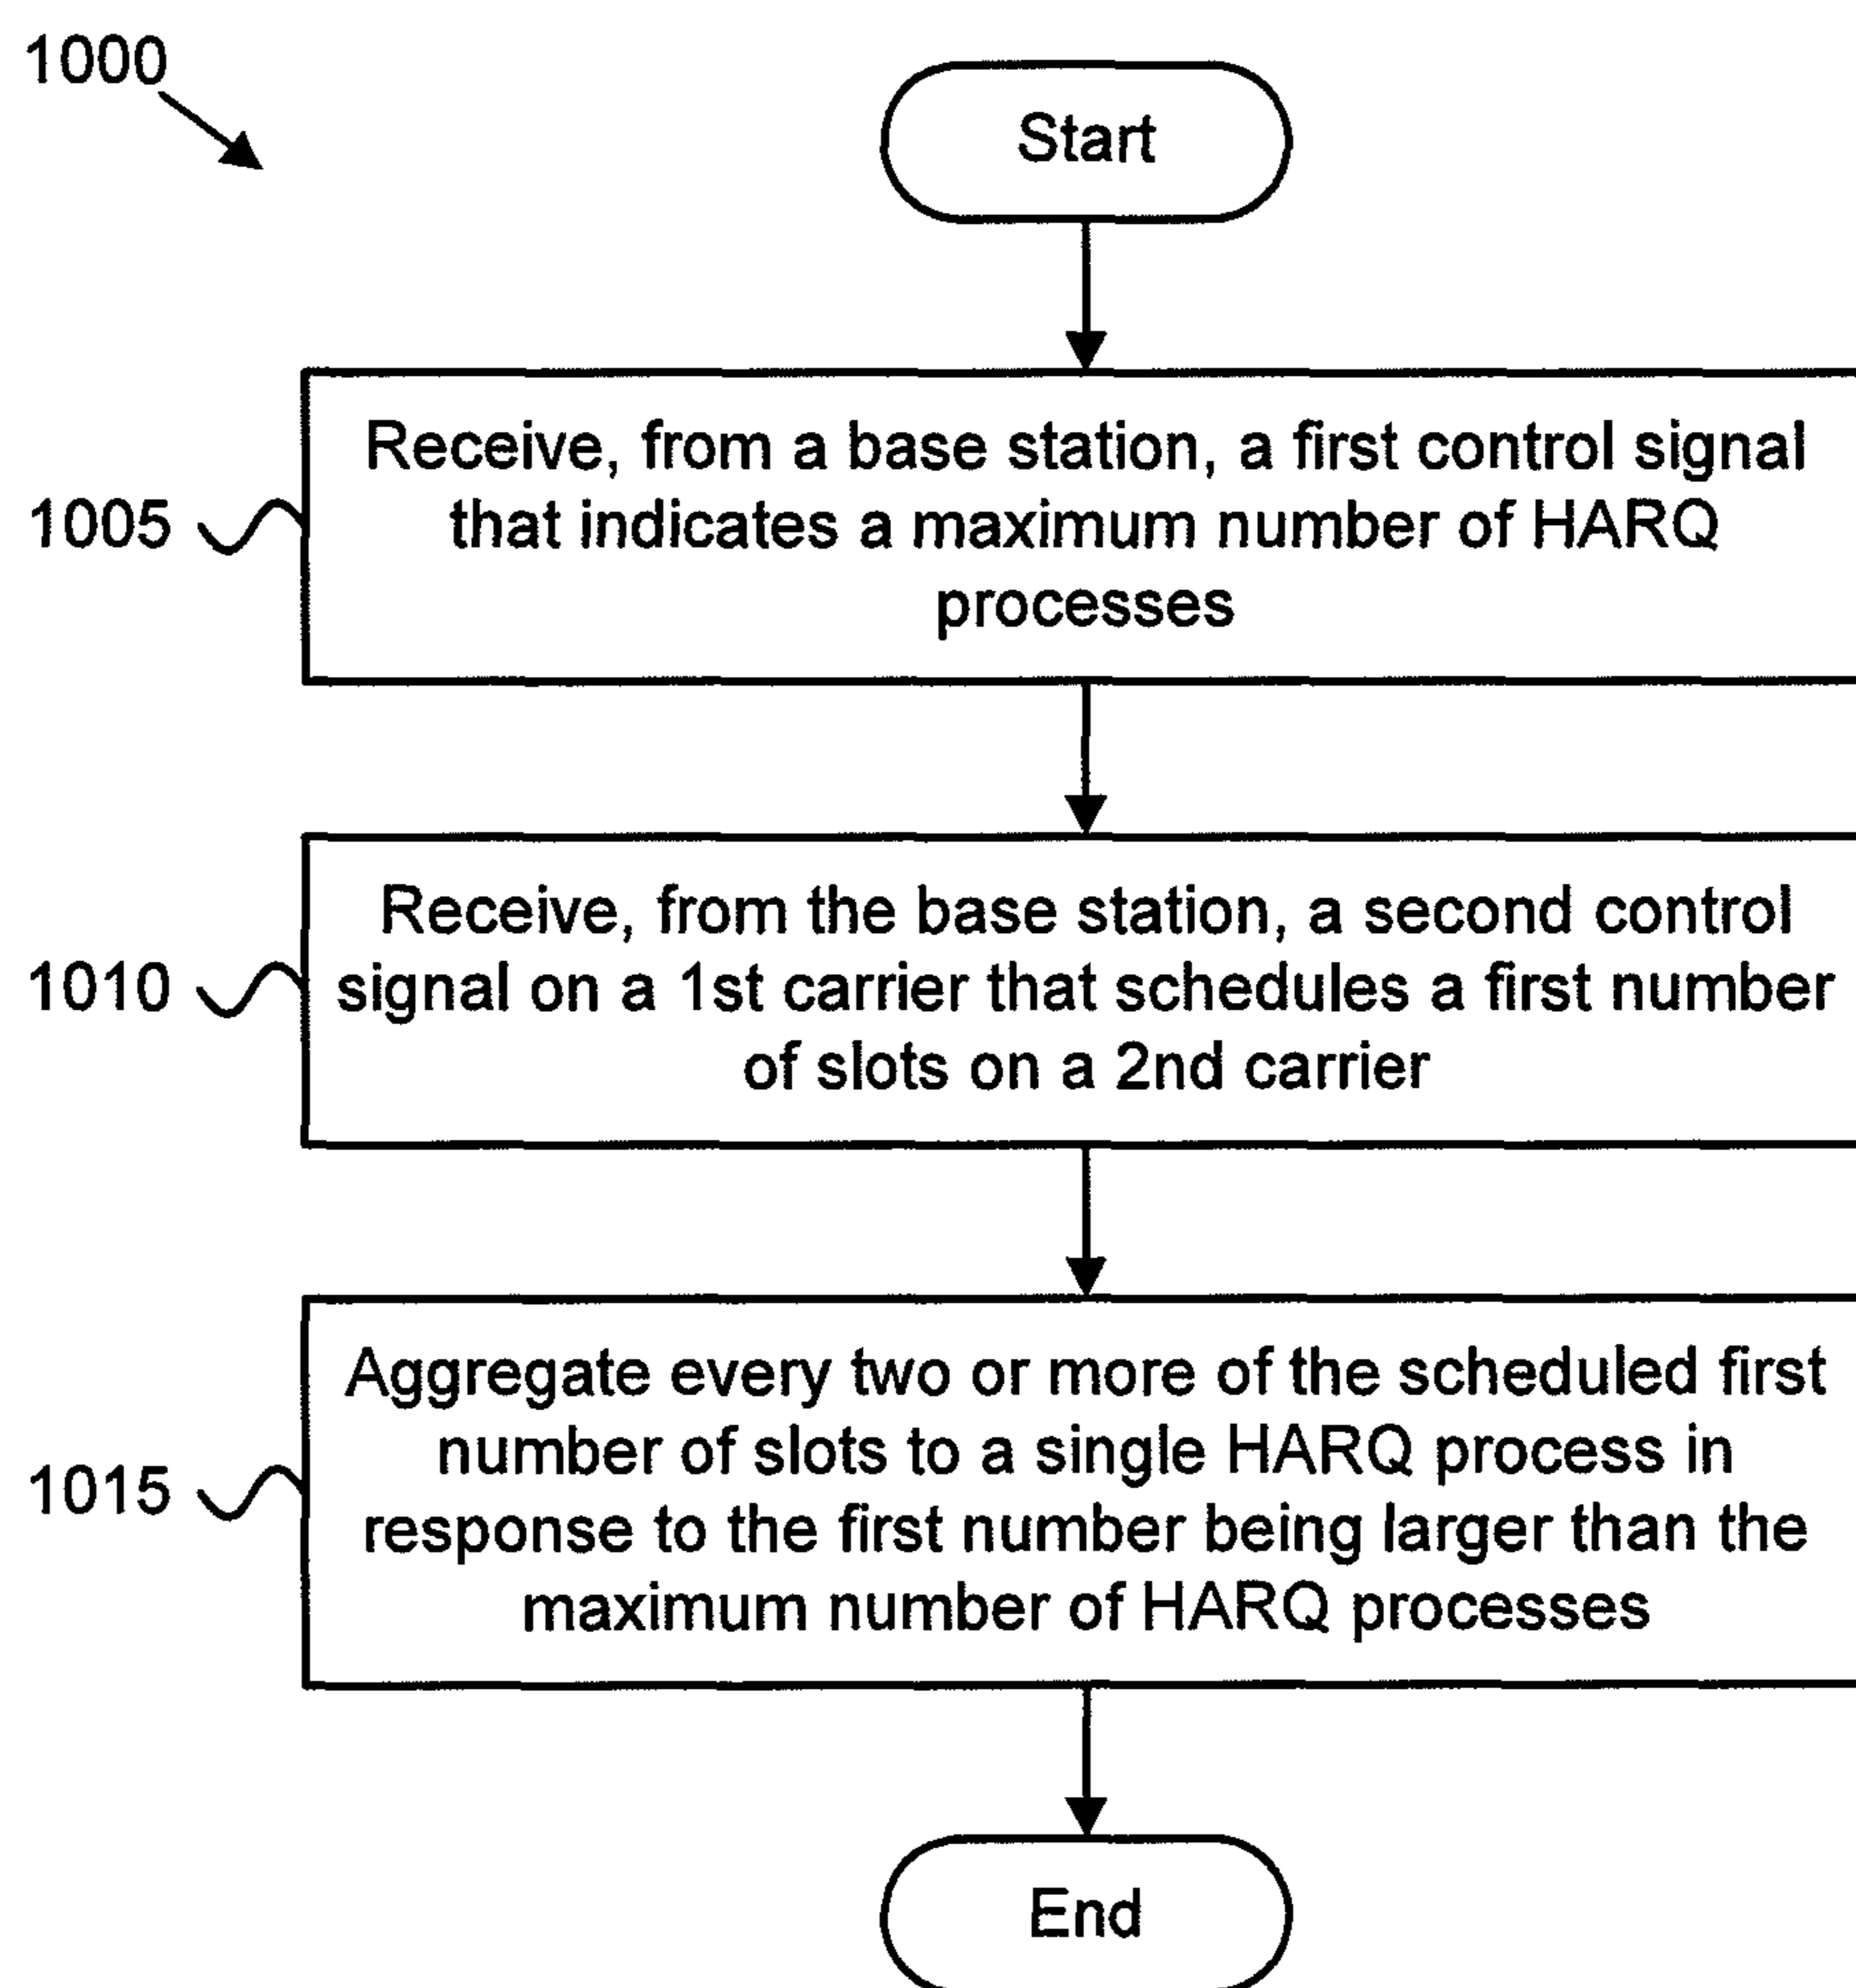 1000
Start
1005
Receive, from a base station, a first control signal
that indicates a maximum number of HARQ
processes
1010
Receive, from the base station, a second control
signal on a 1st carrier that schedules a first number
of slots on a 2nd carrier
1015
Aggregate every two or more of the scheduled first
number of slots to a single HARQ process in
response to the first number being larger than the
maximum number of HARQ processes
End